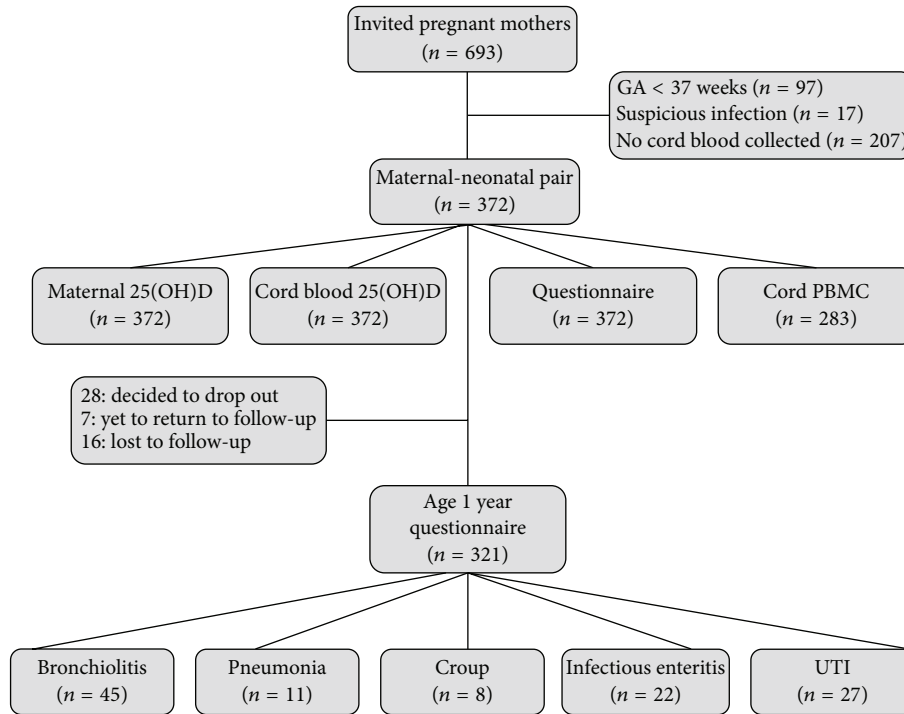 Invited pregnant mothers
(n = 693)
GA < 37 weeks (n = 97)
Suspicious infection (n = 17)
No cord blood collected (n = 207)
Maternal-neonatal pair
(n = 372)
Maternal 25(OH)D
(n = 372)
Cord blood 25(OH)D
(n = 372)
Questionnaire
(n = 372)
Cord PBMC
(n = 283)
28: decided to drop out
7: yet to return to follow-up
16: lost to follow-up
Age 1 year
questionnaire
(n = 321)
Bronchiolitis
(n = 45)
Pneumonia
(n = 11)
Croup
(n = 8)
Infectious enteritis
(n = 22)
UTI
(n = 27)